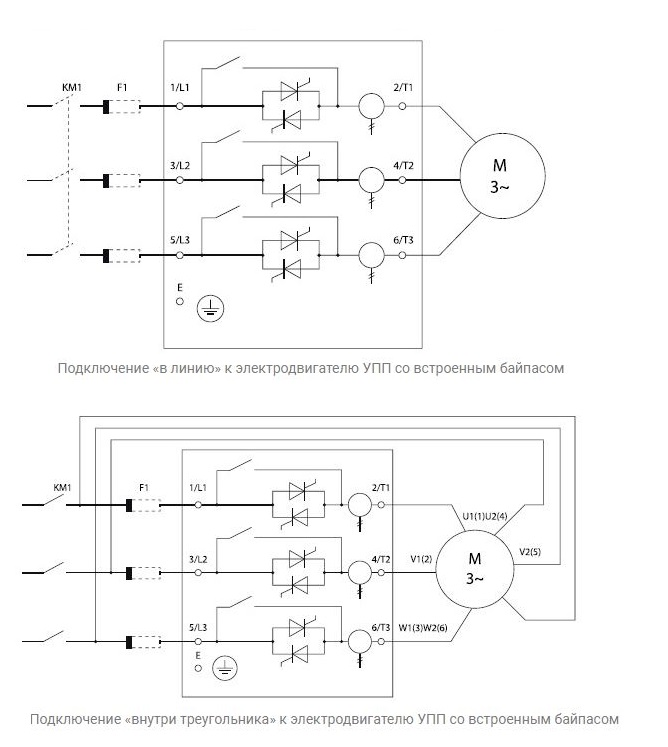 KM1 F1 1/L1 2/T1
3/L2 4/T2 M
3~
5/L3 6/T3
E
Подключение «в линию» к электродвигателю УПП со встроенным байпасом
KM1 F1 1/L1 2/T1
U1(1)U2(4)
3/L2 4/T2 V1(2) M V2(5)
3~
5/L3 6/T3 W1(3)W2(6)
E
Подключение «внутри треугольника» к электродвигателю УПП со встроенным байпасом